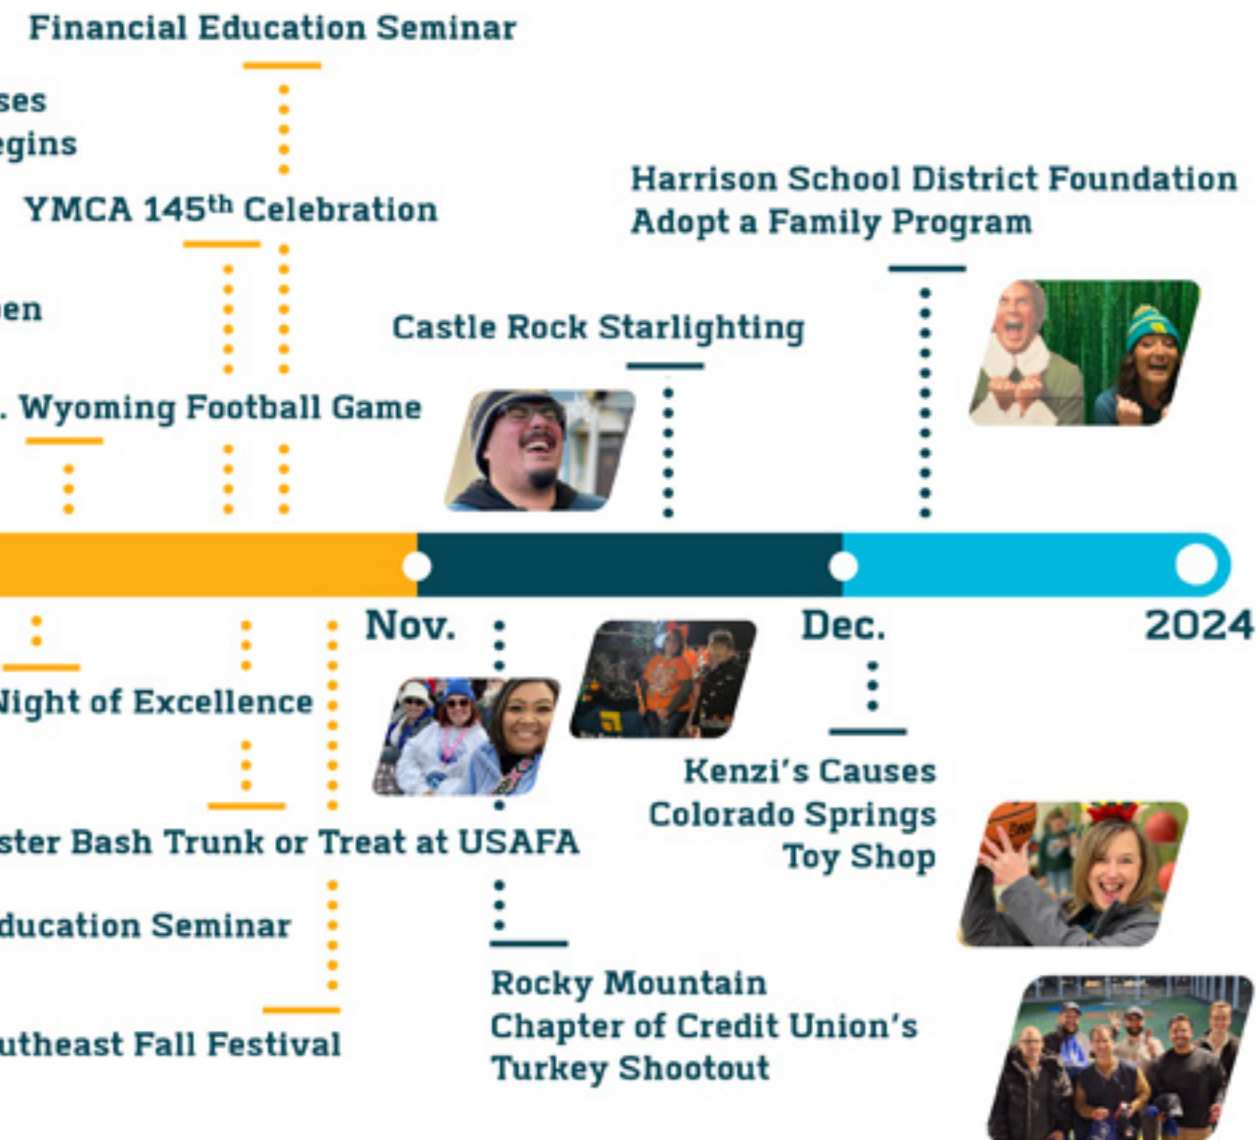 Financial Education Seminar
ses
egins
YMCA 145th Celebration
pen
. Wyoming Football Game
Castle Rock Starlighting
Harrison School District Foundation
Adopt a Family Program
Nov.
Dec.
2024
Night of Excellence
ster Bash Trunk or Treat at USAFA
ducation Seminar
utheast Fall Festival
Rocky Mountain
Chapter of Credit Union's
Turkey Shootout
Kenzi's Causes
Colorado Springs
Toy Shop